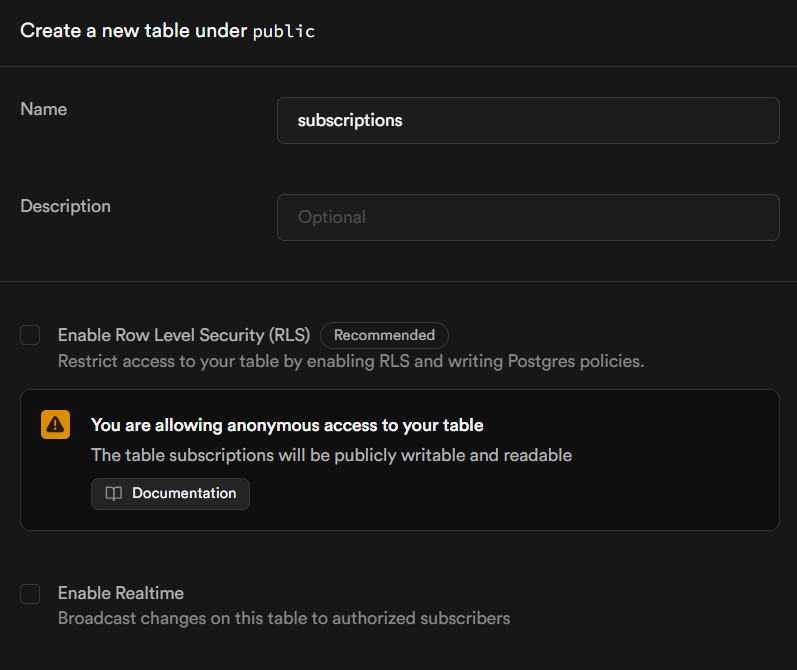 Create a new table under public
Name
subscriptions
Description
Optional
Enable Row Level Security (RLS) Recommended
Restrict access to your table by enabling RLS and writing Postgres policies.
You are allowing anonymous access to your table
The table subscriptions will be publicly writable and readable
Documentation
Enable Realtime
Broadcast changes on this table to authorized subscribers